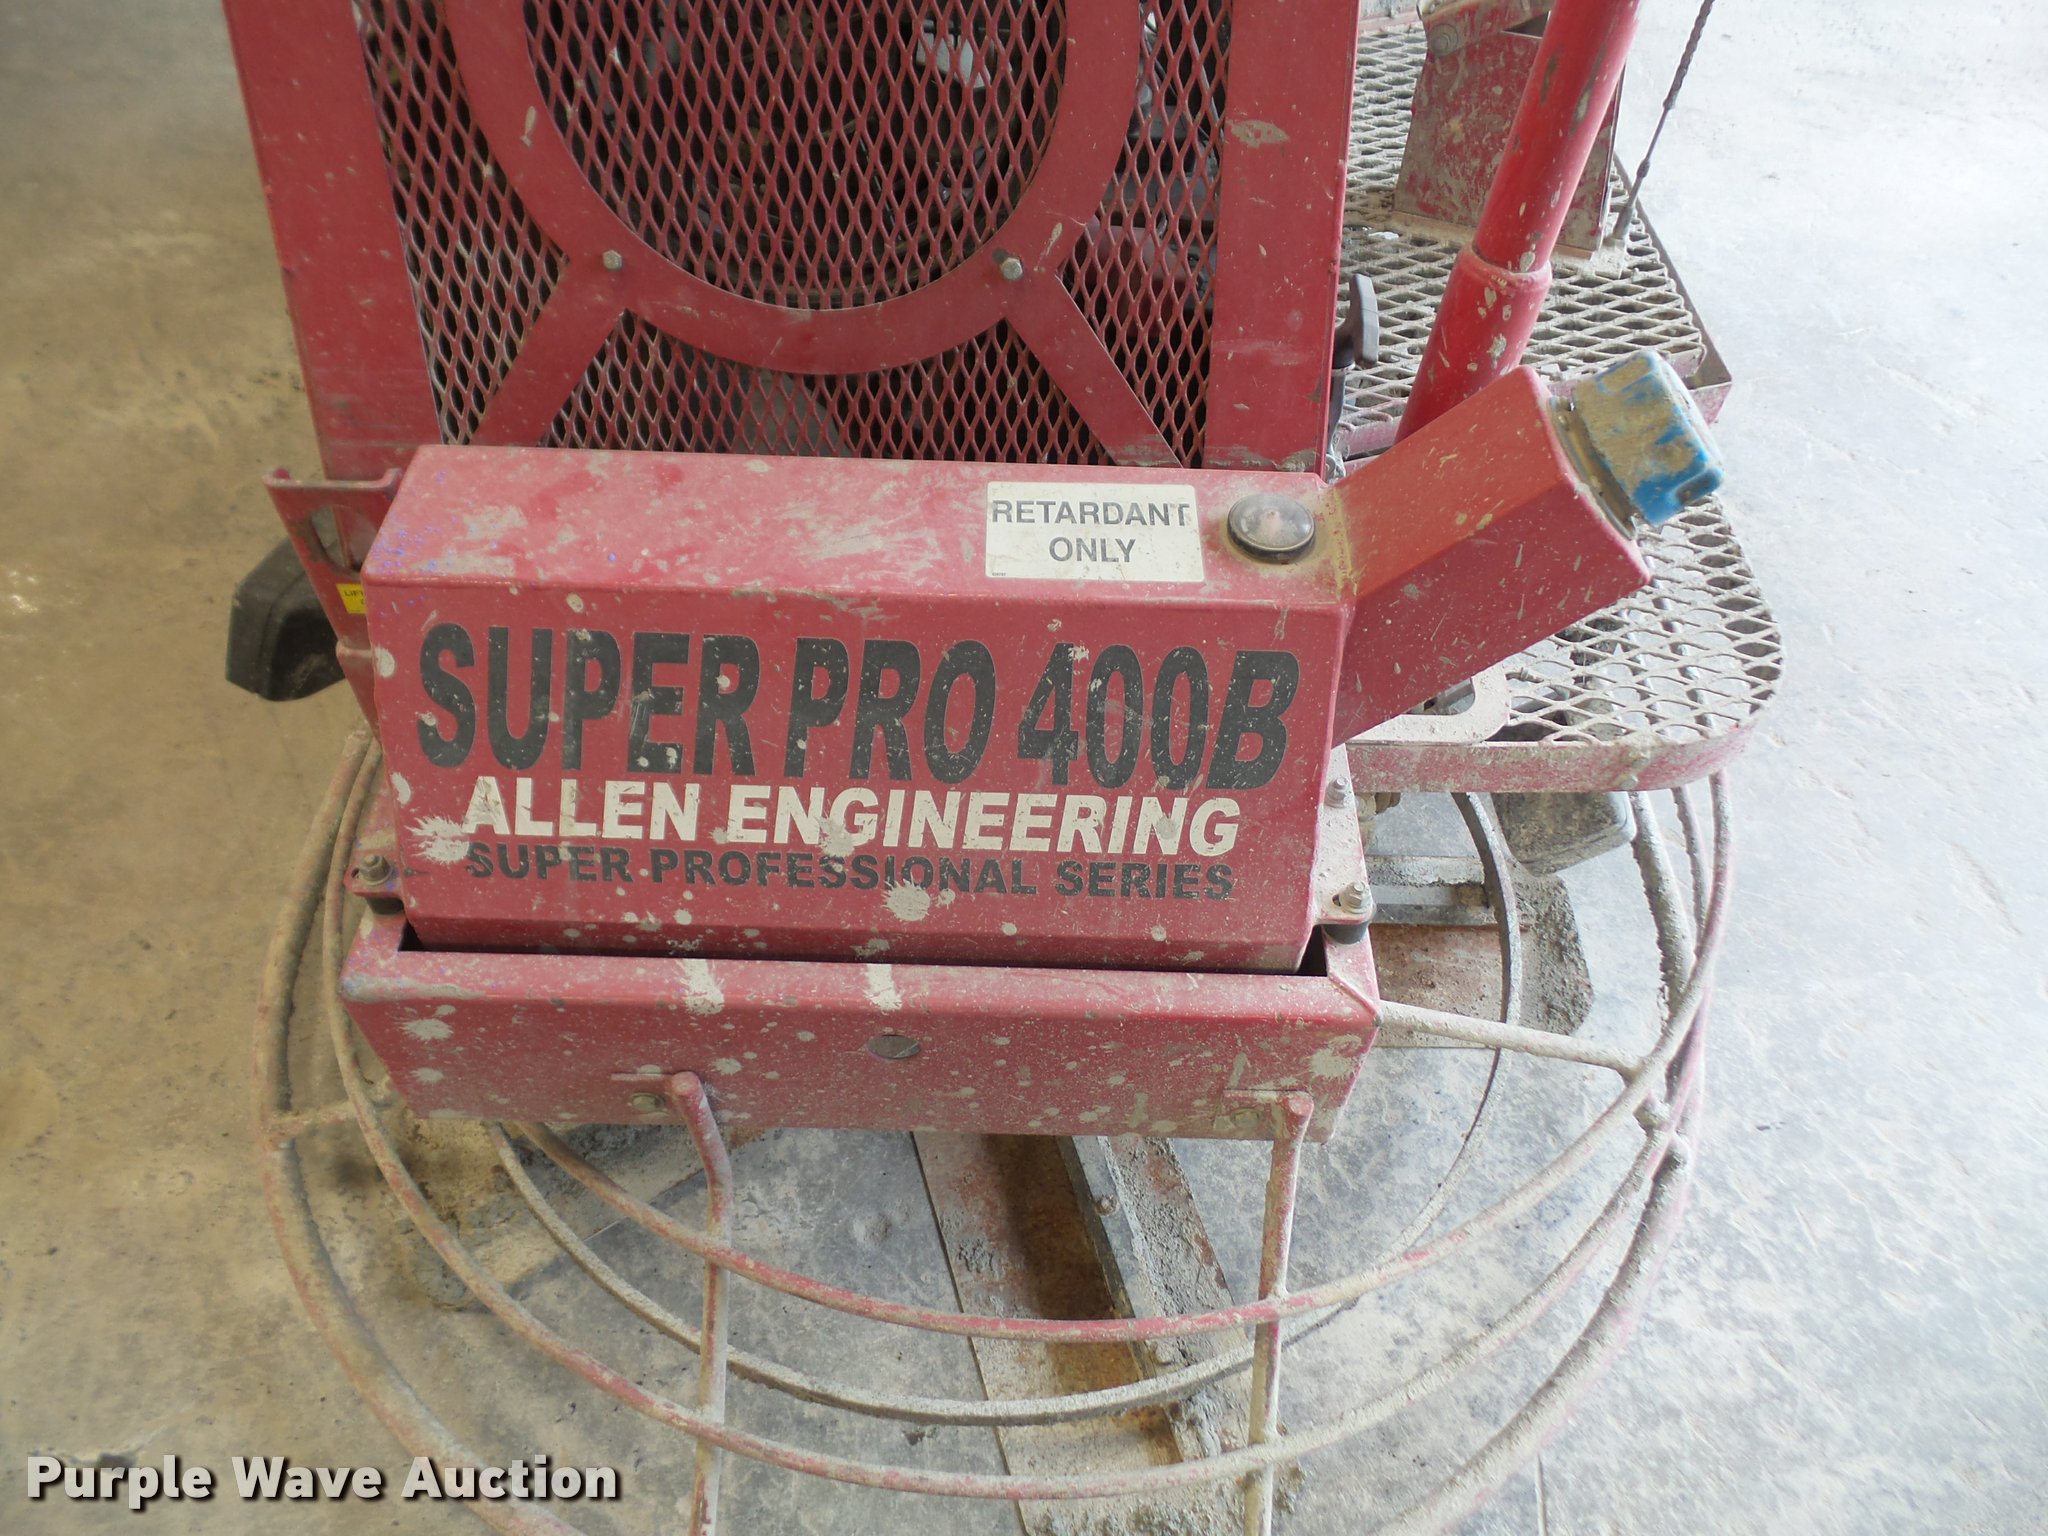 RETARDANT
ONLY
SUPER PRO 400B
ALLEN ENGINEERING
SUPER PROFESSIONAL SERIES
Purple Wave Auction